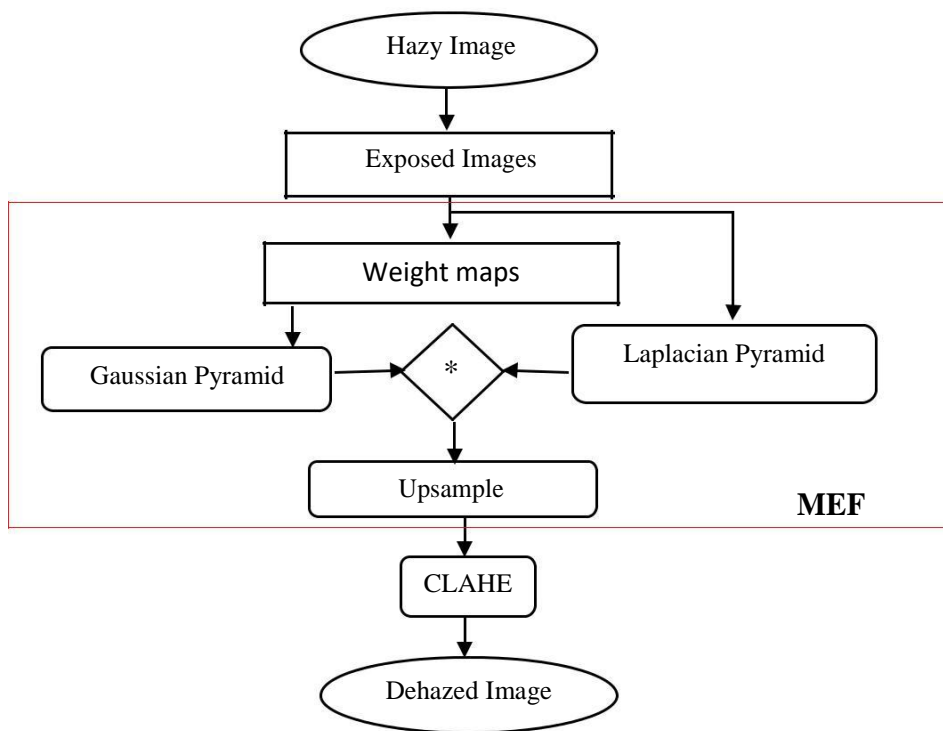 Hazy Image
Exposed Images
Weight maps
Gaussian Pyramid
*
Laplacian Pyramid
Upsample
MEF
CLAHE
Dehazed Image